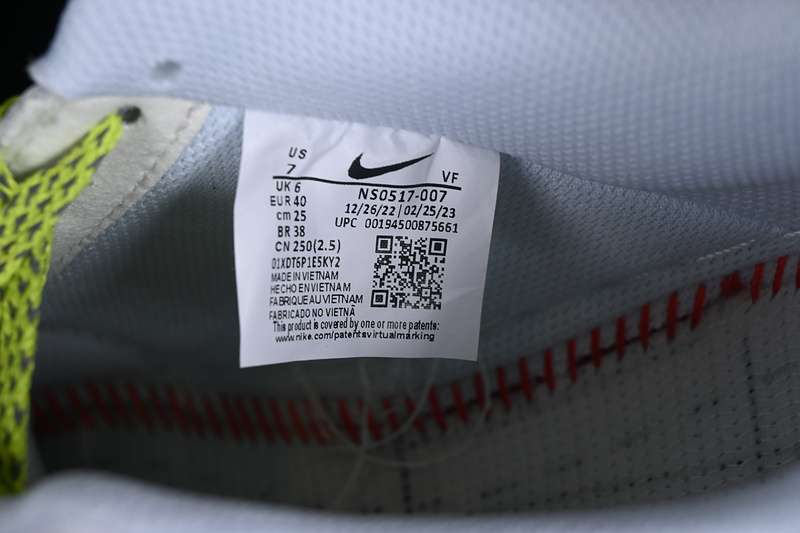 US
7
VF
UK 6
EUR 40
cm 25
BR 38
CN 250(2.5)
01XDT6P1E5KY2
NS0517-007
12/26/22 | 02/25/23
UPC 00194500875661
MADE IN VIETNAM
HECHO EN VIETNAM
FABRIQUE AU VIETNAM
FABRICADO NO VIETNÃ
This product is covered by one or more patents:
www.nike.com/patentsvirtualmarking